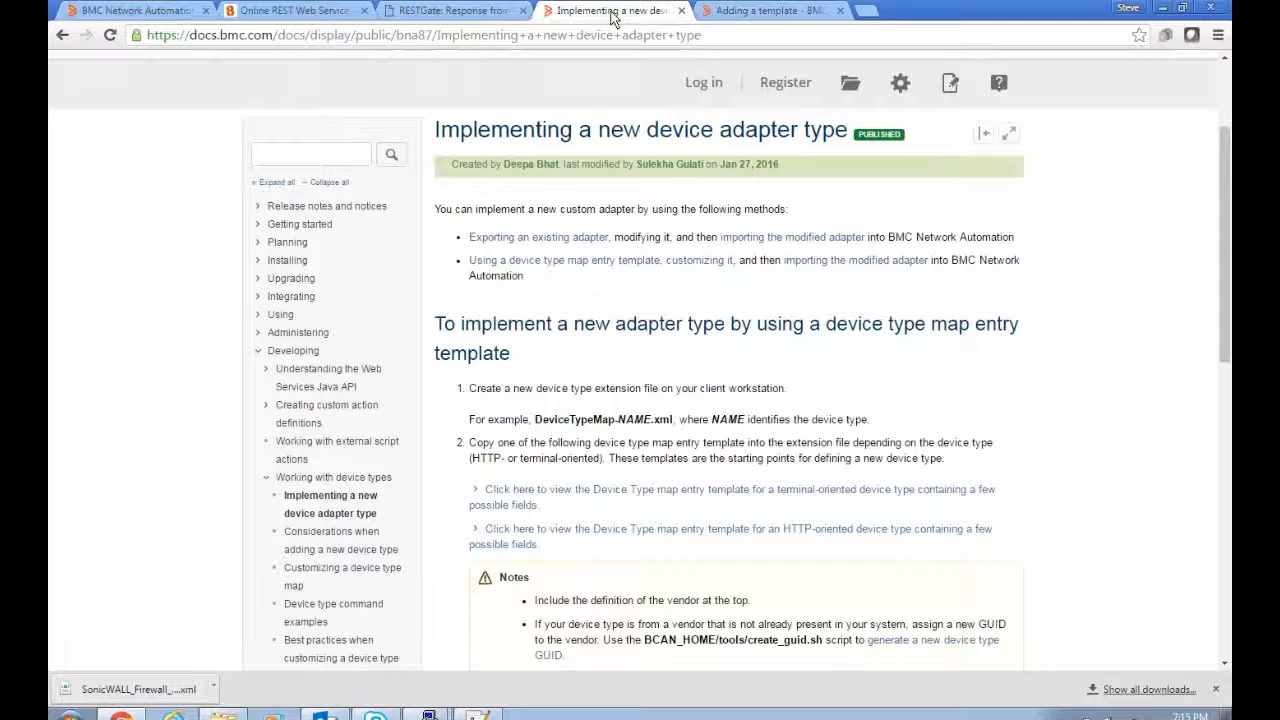 BMC Network Automatio
Online REST Web Service
RESTGate: Response from
Implementing a new devi
Adding a template - BMC
Steve
https://docs.bmc.com/docs/display/public/bna87/Implementing+a+new+device+adapter+type
Log in
Register
Implementing a new device adapter type PUBLISHED
Created by Deepa Bhat, last modified by Sulekha Gulati on Jan 27, 2016
+ Expand all − Collapse all
Release notes and notices
Getting started
Planning
Installing
Upgrading
Integrating
Using
Administering
Developing
Understanding the Web
Services Java API
Creating custom action
definitions
Working with external script
actions
Working with device types
Implementing a new
device adapter type
Considerations when
adding a new device type
Customizing a device type
map
Device type command
examples
Best practices when
customizing a device type
You can implement a new custom adapter by using the following methods:
• Exporting an existing adapter, modifying it, and then importing the modified adapter into BMC Network Automation
• Using a device type map entry template, customizing it, and then importing the modified adapter into BMC Network
Automation
To implement a new adapter type by using a device type map entry
template
1. Create a new device type extension file on your client workstation.
For example, DeviceTypeMap-NAME.xml, where NAME identifies the device type.
2. Copy one of the following device type map entry template into the extension file depending on the device type
(HTTP- or terminal-oriented). These templates are the starting points for defining a new device type.
Click here to view the Device Type map entry template for a terminal-oriented device type containing a few
possible fields.
Click here to view the Device Type map entry template for an HTTP-oriented device type containing a few
possible fields.
Notes
• Include the definition of the vendor at the top.
• If your device type is from a vendor that is not already present in your system, assign a new GUID
to the vendor. Use the BCAN_HOME/tools/create_guid.sh script to generate a new device type
GUID.
SonicWALL_Firewall_....xml
Show all downloads...
7:15 PM